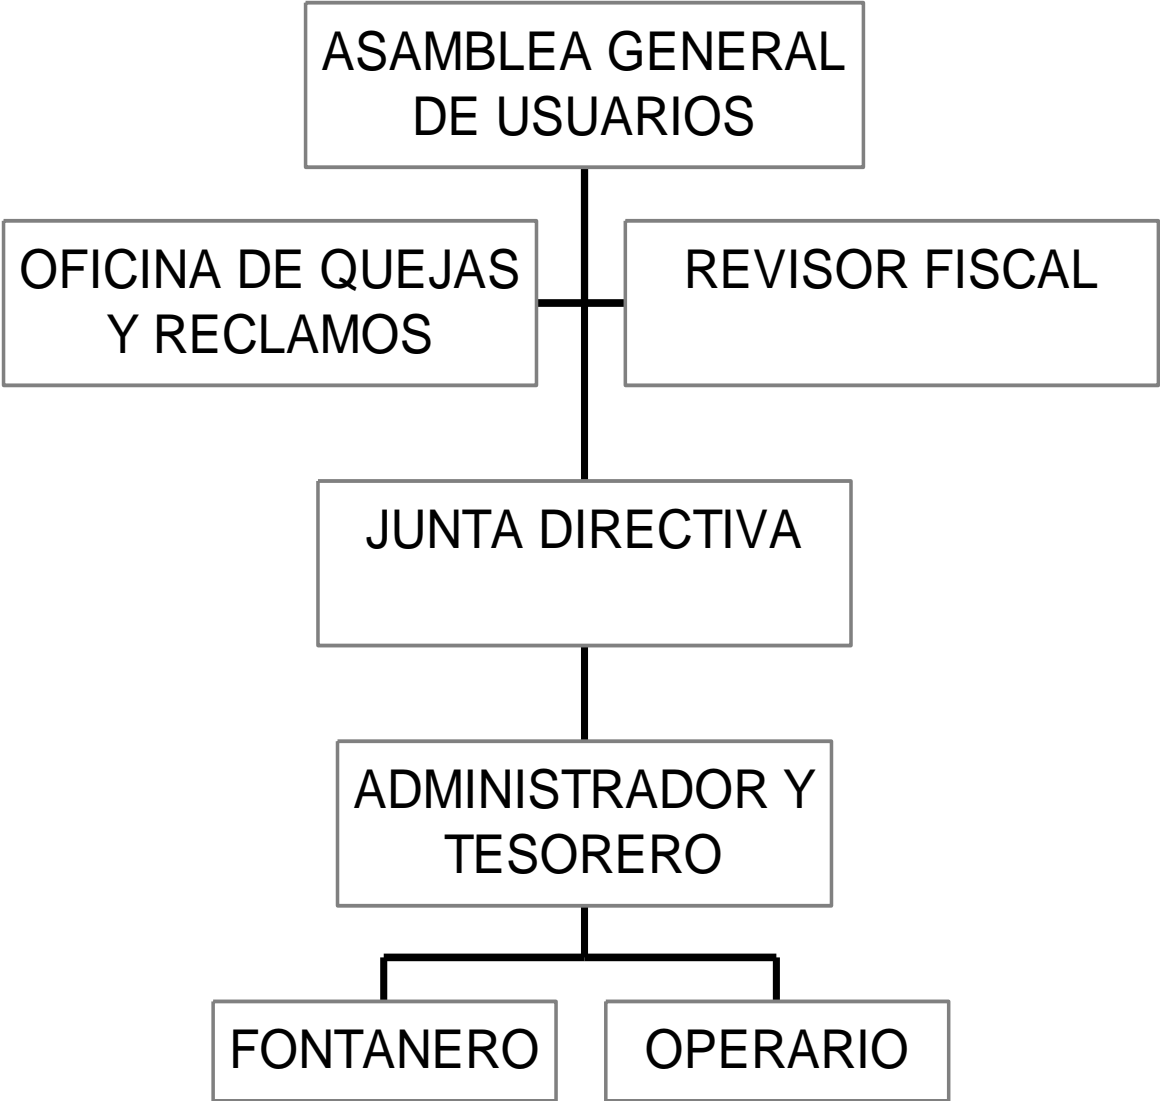 ASAMBLEA GENERAL
DE USUARIOS
OFICINA DE QUEJAS
Y RECLAMOS
REVISOR FISCAL
JUNTA DIRECTIVA
ADMINISTRADOR Y
TESORERO
FONTANERO
OPERARIO